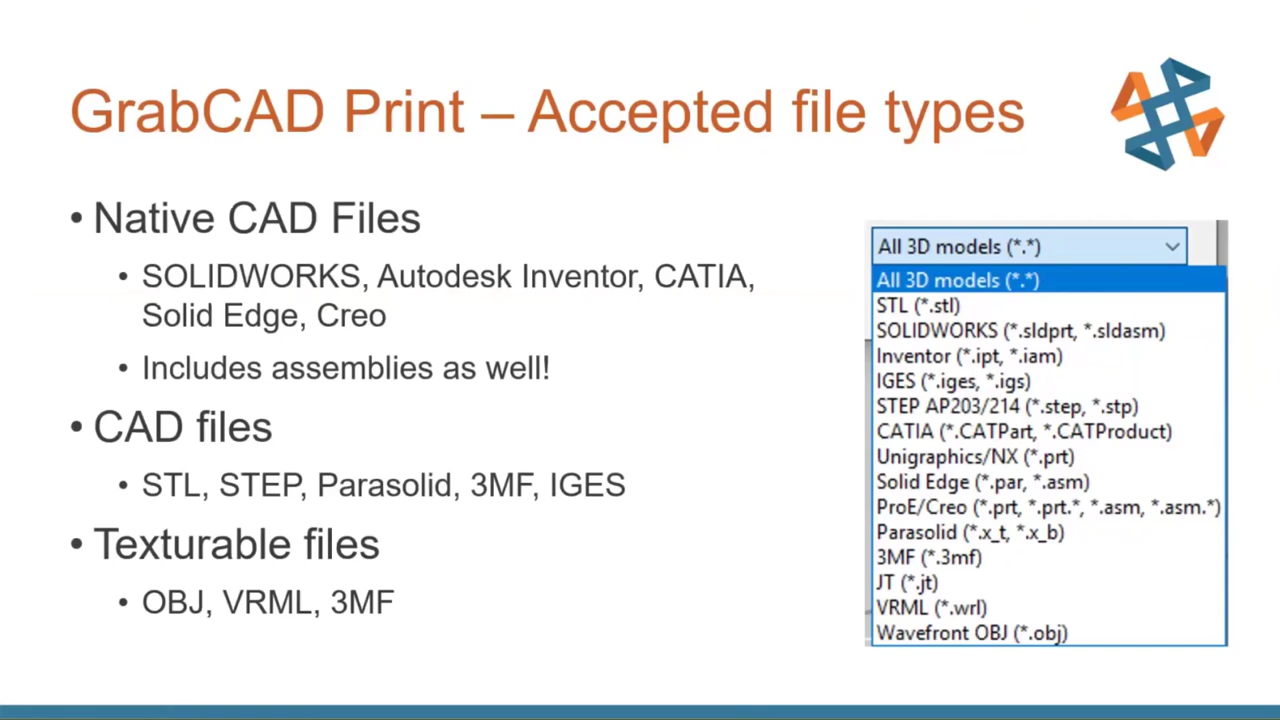 GrabCAD Print – Accepted file types
• Native CAD Files
• SOLIDWORKS, Autodesk Inventor, CATIA,
Solid Edge, Creo
• Includes assemblies as well!
• CAD files
• STL, STEP, Parasolid, 3MF, IGES
• Texturable files
• OBJ, VRML, 3MF
All 3D models (*.*)
All 3D models (*.*)
STL (*.stl)
SOLIDWORKS (*.sldprt, *.sldasm)
Inventor (*.ipt, *.iam)
IGES (*.iges, *.igs)
STEP AP203/214 (*.step, *.stp)
CATIA (*.CATPart, *.CATProduct)
Unigraphics/NX (*.prt)
Solid Edge (*.par, *.asm)
ProE/Creo (*.prt, *.prt.*, *.asm, *.asm.*)
Parasolid (*.x_t, *.x_b)
3MF (*.3mf)
JT (*.jt)
VRML (*.wrl)
Wavefront OBJ (*.obj)